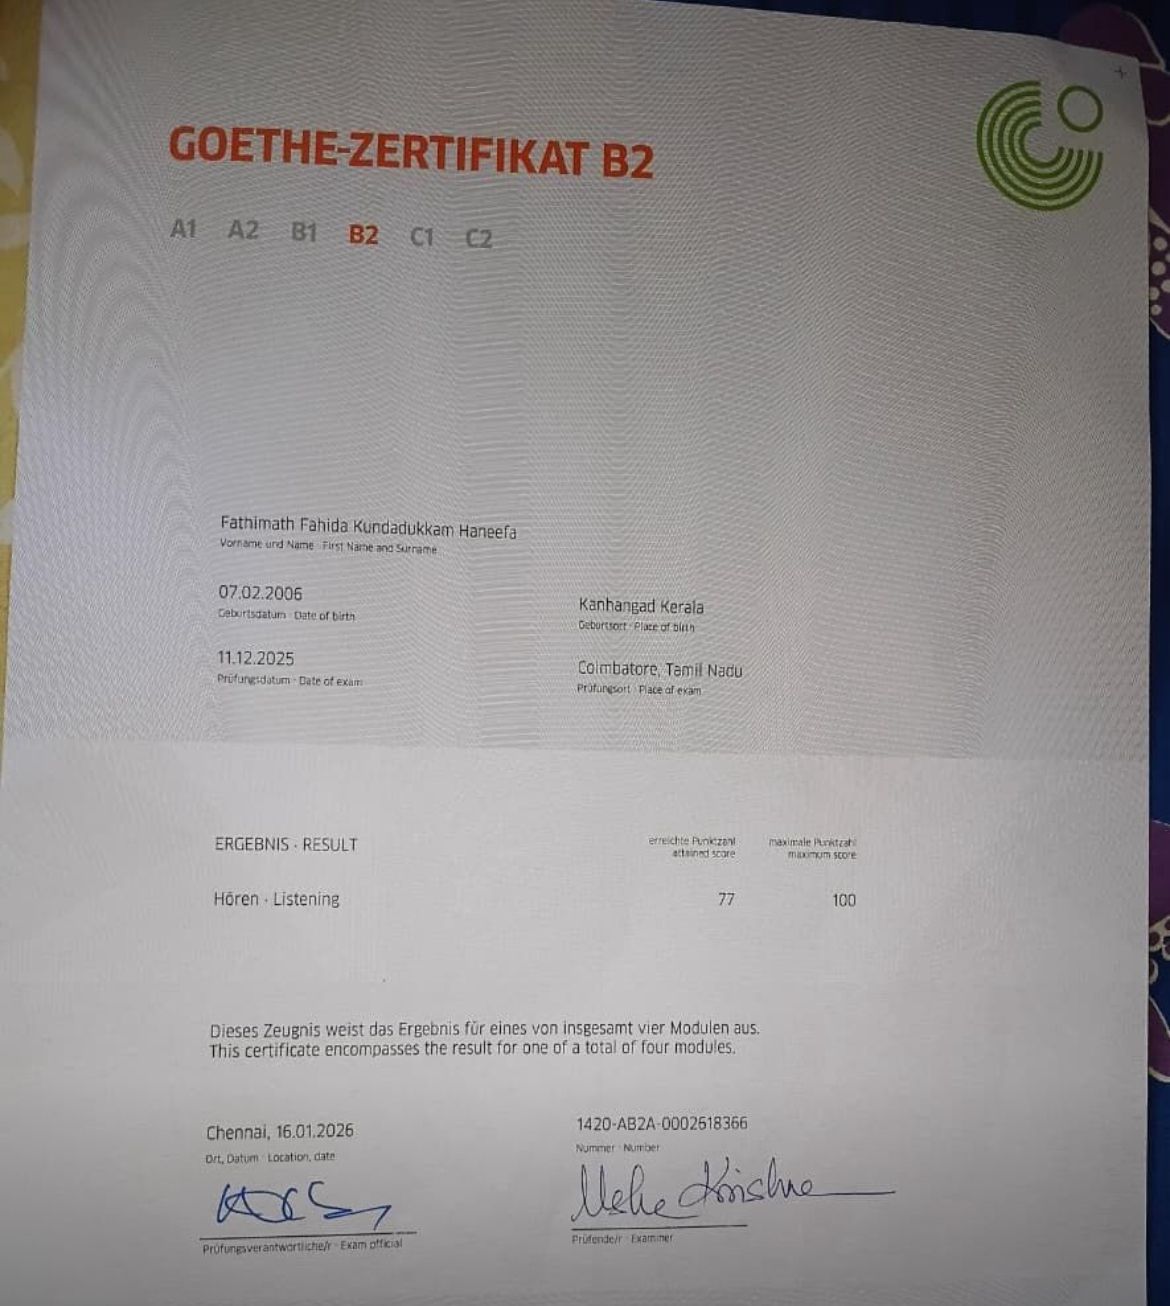 GOETHE-ZERTIFIKAT B2
A1 A2 B1 B2 C1 C2
Fathimath Fahida Kundadukkam Haneefa
Vorname und Name · First Name and Surname
07.02.2006
Geburtsdatum · Date of birth
Kanhangad Kerala
Geburtsort · Place of birth
11.12.2025
Prüfungsdatum · Date of exam
Coimbatore, Tamil Nadu
Prüfungsort · Place of exam
ERGEBNIS · RESULT
erreichte Punktzahl
attained score
maximale Punktzahl
maximum score
Hören · Listening 77 100
Dieses Zeugnis weist das Ergebnis für eines von insgesamt vier Modulen aus.
This certificate encompasses the result for one of a total of four modules.
Chennai, 16.01.2026
Ort, Datum · Location, date
1420-AB2A-0002618366
Nummer · Number
Prüfungsverantwortliche/r · Exam official
Prüfende/r · Examiner